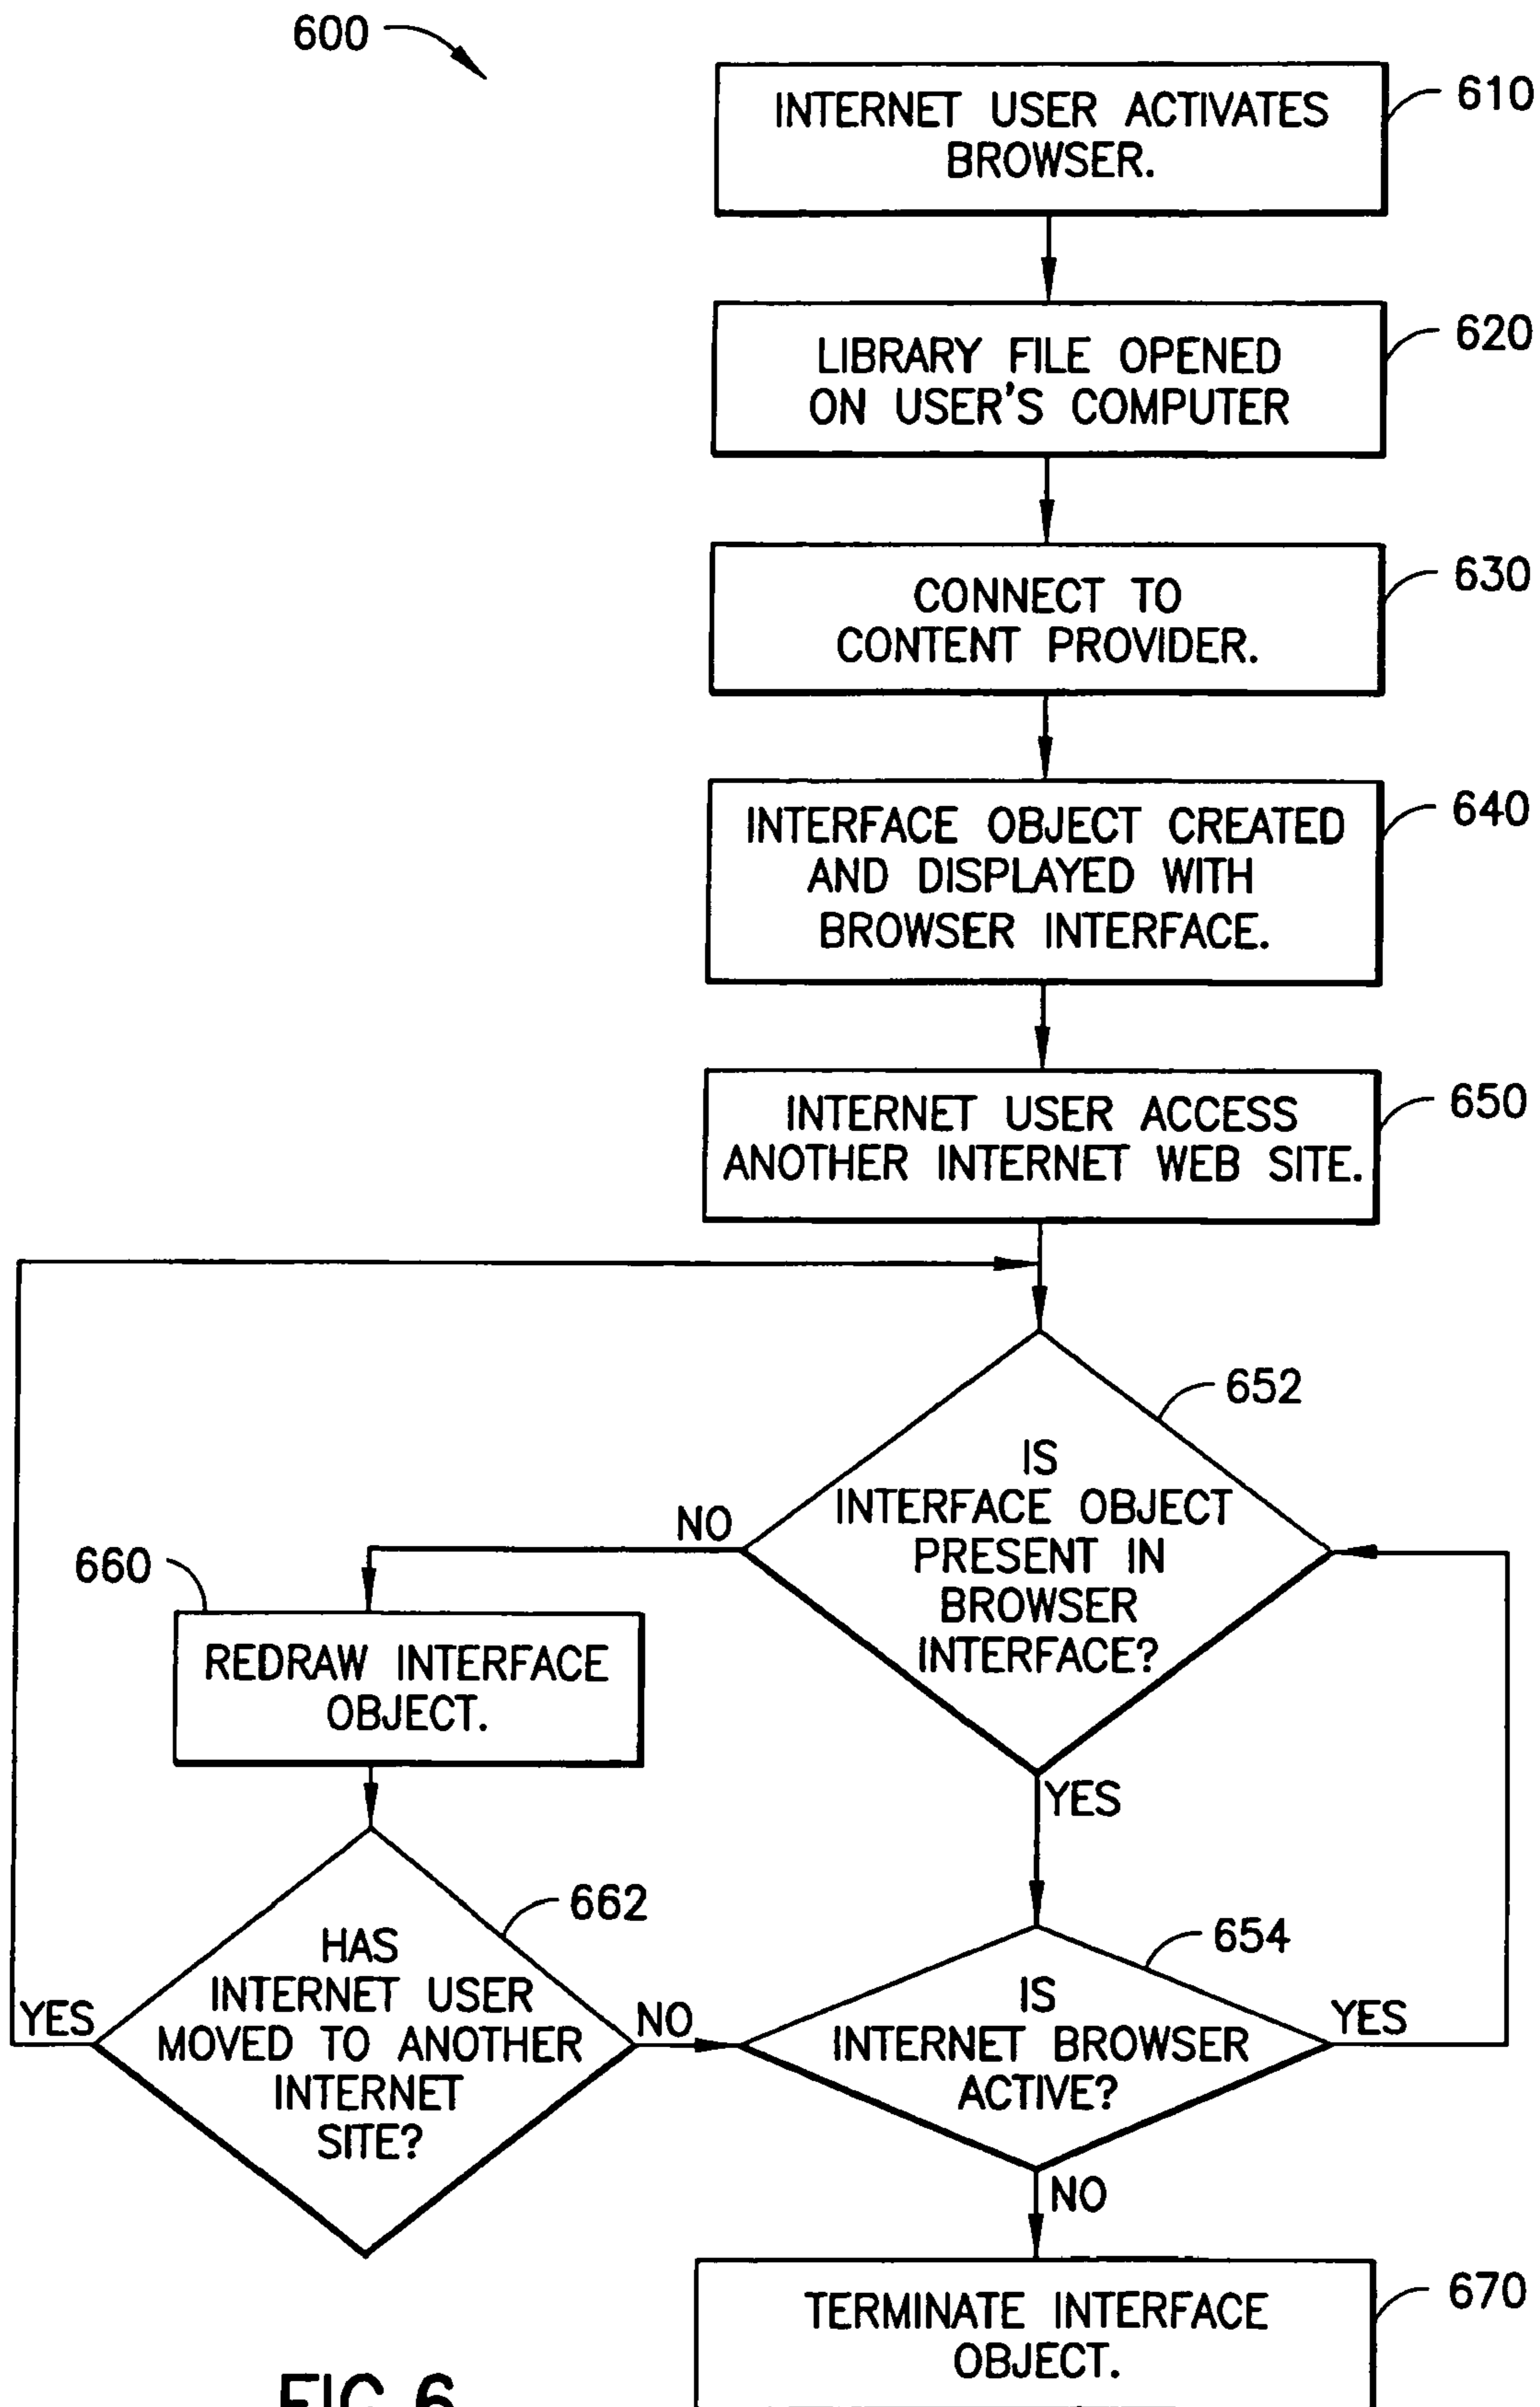 600
INTERNET USER ACTIVATES
BROWSER.
610
LIBRARY FILE OPENED
ON USER'S COMPUTER
620
CONNECT TO
CONTENT PROVIDER.
630
INTERFACE OBJECT CREATED
AND DISPLAYED WITH
BROWSER INTERFACE.
640
INTERNET USER ACCESS
ANOTHER INTERNET WEB SITE.
650
652
IS
INTERFACE OBJECT
PRESENT IN
BROWSER
INTERFACE?
NO
YES
660
REDRAW INTERFACE
OBJECT.
662
HAS
INTERNET USER
MOVED TO ANOTHER
INTERNET
SITE?
YES
NO
654
IS
INTERNET BROWSER
ACTIVE?
YES
NO
TERMINATE INTERFACE
OBJECT.
670
FIG. 6